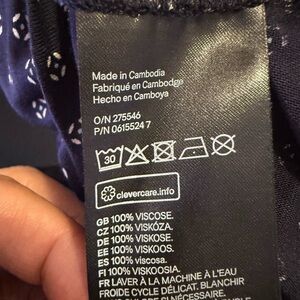 Made in Cambodia
Fabriqué en Cambodge
Hecho en Camboya
O/N 275546
P/N 0615524 7
30
clevercare.info
GB 100% VISCOSE.
CZ 100% VISKÓZA.
DE 100% VISKOSE.
EE 100% VISKOOS.
ES 100% viscosa.
FI 100% VISKOOSIA.
FR LAVER À LA MACHINE À L'EAU
FROIDE CYCLE DÉLICAT. BLANCHIR